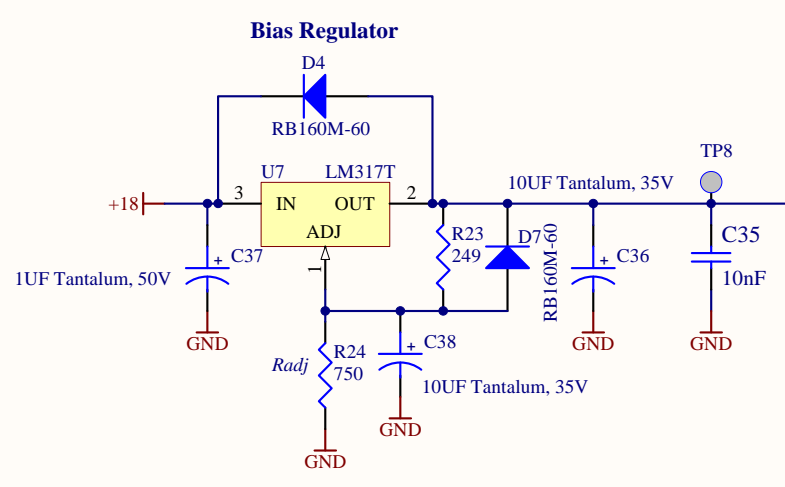 Bias Regulator
D4
RB160M-60
TP8
U7
LM317T
+18
3
IN
OUT
2
10UF Tantalum, 35V
ADJ
R23
249
D7
RB160M-60
+
C36
C35
10nF
+
C37
1UF Tantalum, 50V
1
GND
GND
GND
Radj
R24
750
+
C38
10UF Tantalum, 35V
GND
GND